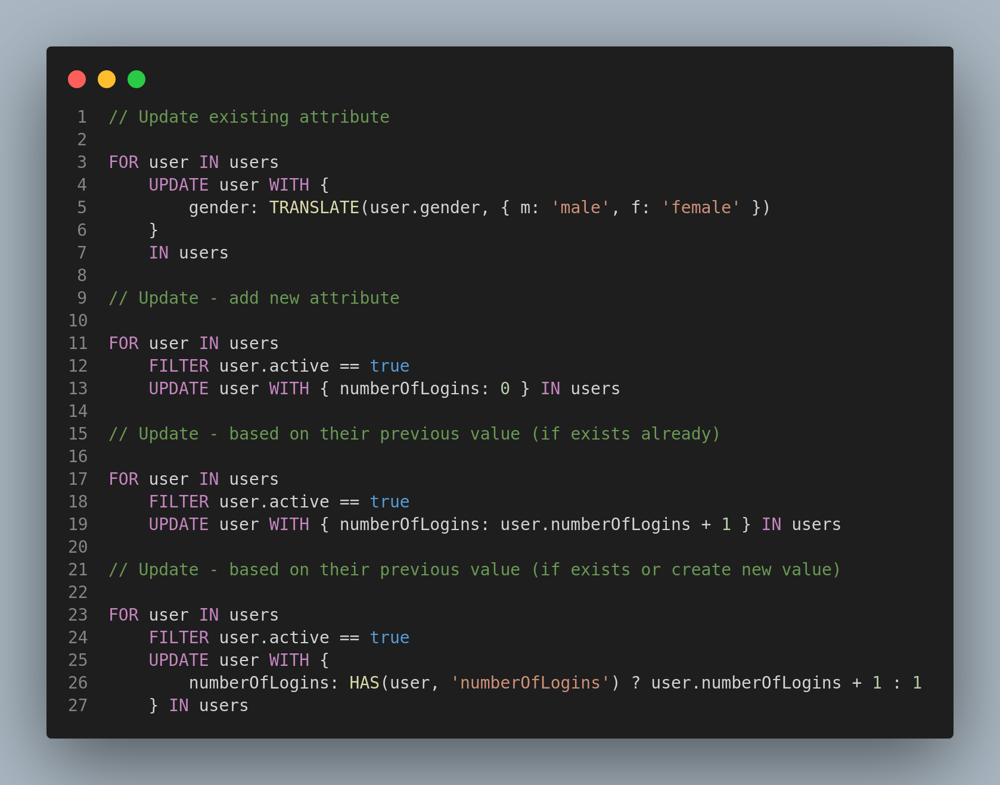 1 // Update existing attribute
2
3 FOR user IN users
4     UPDATE user WITH {
5         gender: TRANSLATE(user.gender, { m: 'male', f: 'female' })
6     }
7     IN users
8
9 // Update - add new attribute
10
11 FOR user IN users
12     FILTER user.active == true
13     UPDATE user WITH { numberOfLogins: 0 } IN users
14
15 // Update - based on their previous value (if exists already)
16
17 FOR user IN users
18     FILTER user.active == true
19     UPDATE user WITH { numberOfLogins: user.numberOfLogins + 1 } IN users
20
21 // Update - based on their previous value (if exists or create new value)
22
23 FOR user IN users
24     FILTER user.active == true
25     UPDATE user WITH {
26         numberOfLogins: HAS(user, 'numberOfLogins') ? user.numberOfLogins + 1 : 1
27     } IN users